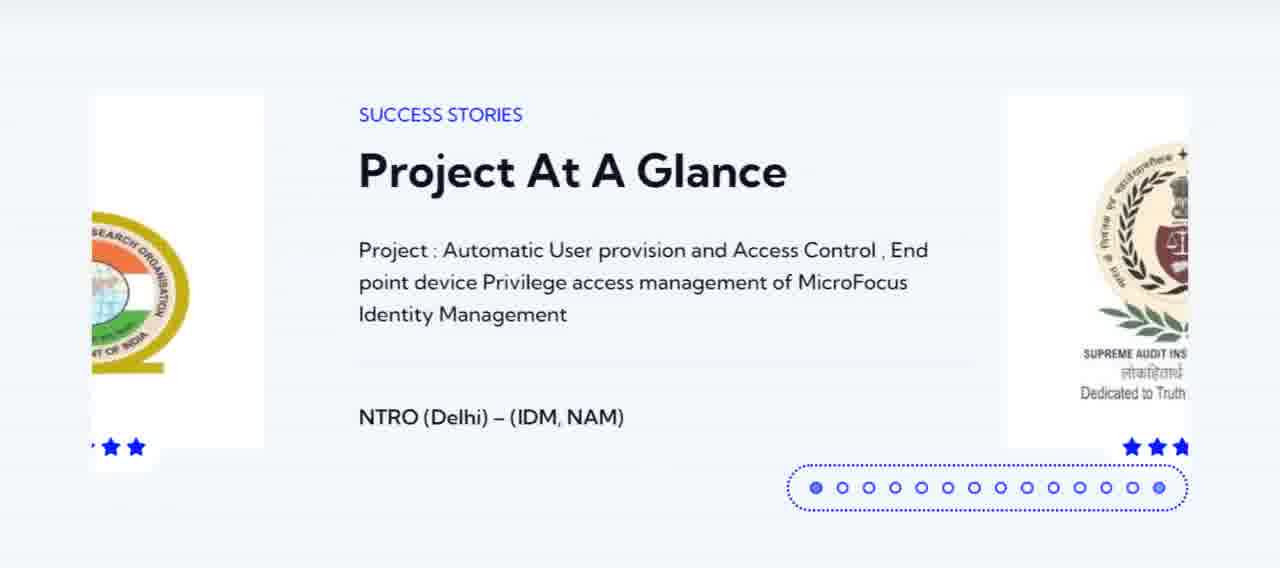 SUCCESS STORIES
Project At A Glance
Project : Automatic User provision and Access Control , End
point device Privilege access management of MicroFocus
Identity Management
NTRO (Delhi) – (IDM, NAM)
SEARCH ORGANISATION
OF INDIA
SUPREME AUDIT INS
लोकहितार्थ
Dedicated to Truth